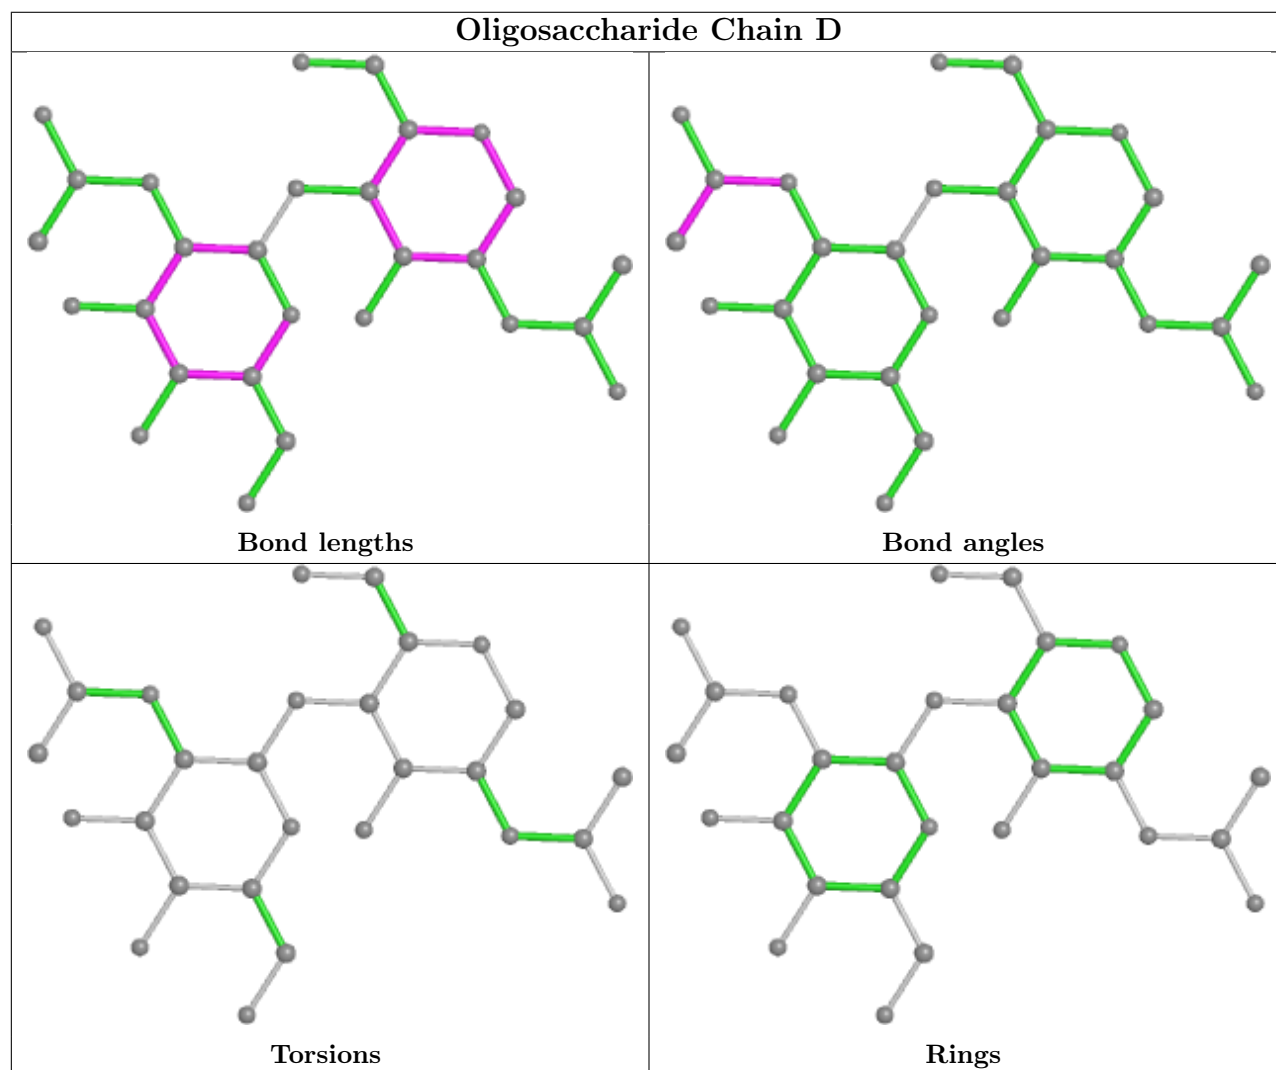 Oligosaccharide Chain D
Bond lengths
Bond angles
Torsions
Rings